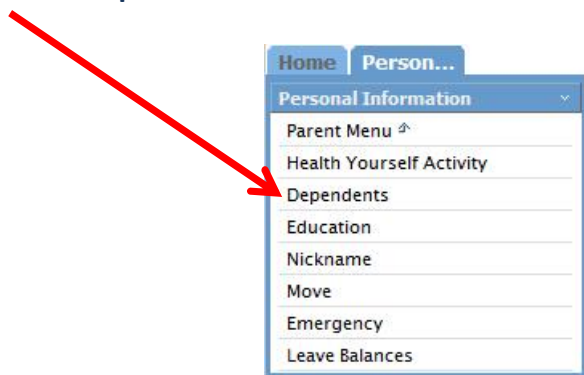 Home Person...
Personal Information
Parent Menu
Health Yourself Activity
Dependents
Education
Nickname
Move
Emergency
Leave Balances